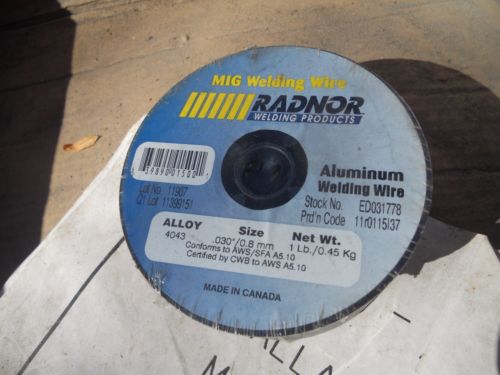 MIG Welding Wire
RADNOR
WELDING PRODUCTS
39890 01502
Lot No. 11907
QT Lot 11399151
Aluminum
Welding Wire
Stock No. ED031778
Prd'n Code 11r0115I37
ALLOY Size Net Wt.
4043 .030"/0.8 mm 1 Lb./0.45 Kg
Conforms to AWS/SFA A5.10
Certified by CWB to AWS A5.10
MADE IN CANADA